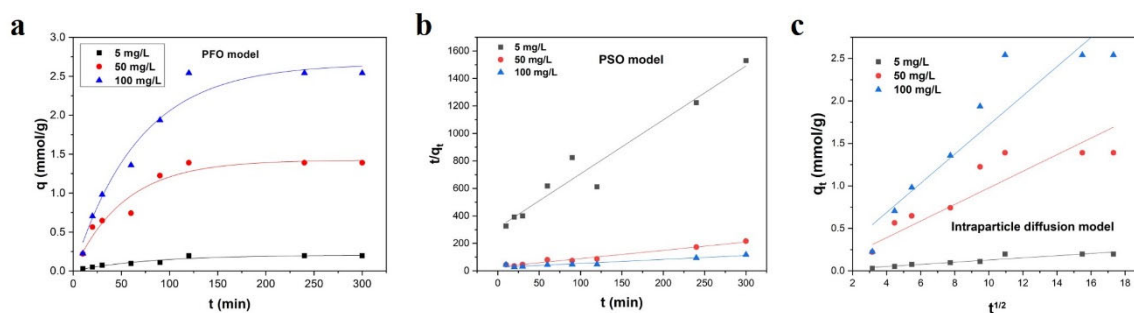 a
PFO model
5 mg/L
50 mg/L
100 mg/L
q (mmol/g)
3.0
2.5
2.0
1.5
1.0
0.5
0.0
0 50 100 150 200 250 300
t (min)
b
PSO model
5 mg/L
50 mg/L
100 mg/L
t/qt
1600
1400
1200
1000
800
600
400
200
0
0 50 100 150 200 250 300
t (min)
c
5 mg/L
50 mg/L
100 mg/L
Intraparticle diffusion model
qt (mmol/g)
2.5
2.0
1.5
1.0
0.5
0.0
2 4 6 8 10 12 14 16 18
t1/2